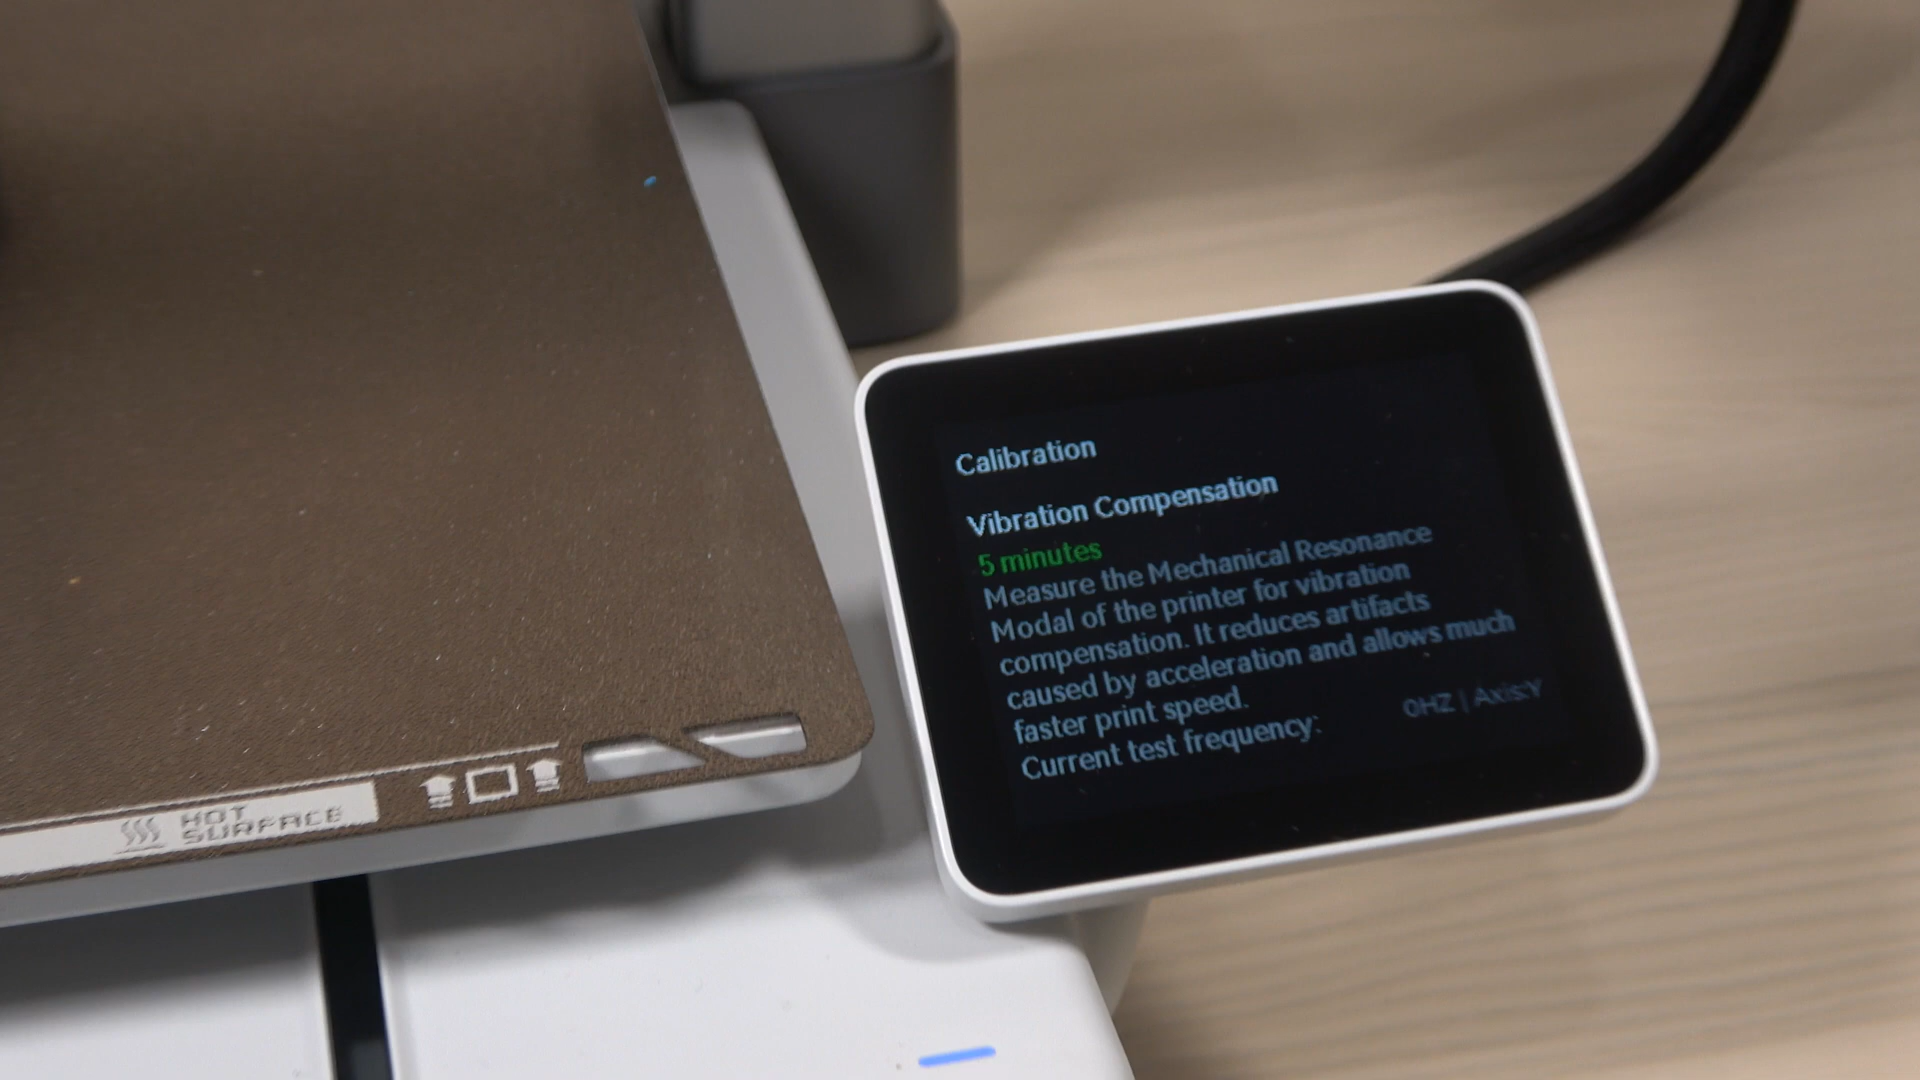 Calibration
Vibration Compensation
5 minutes
Measure the Mechanical Resonance
Modal of the printer for vibration
compensation. It reduces artifacts
caused by acceleration and allows much
faster print speed.
Current test frequency:
0HZ | Axis:Y
HOT
SURFACE